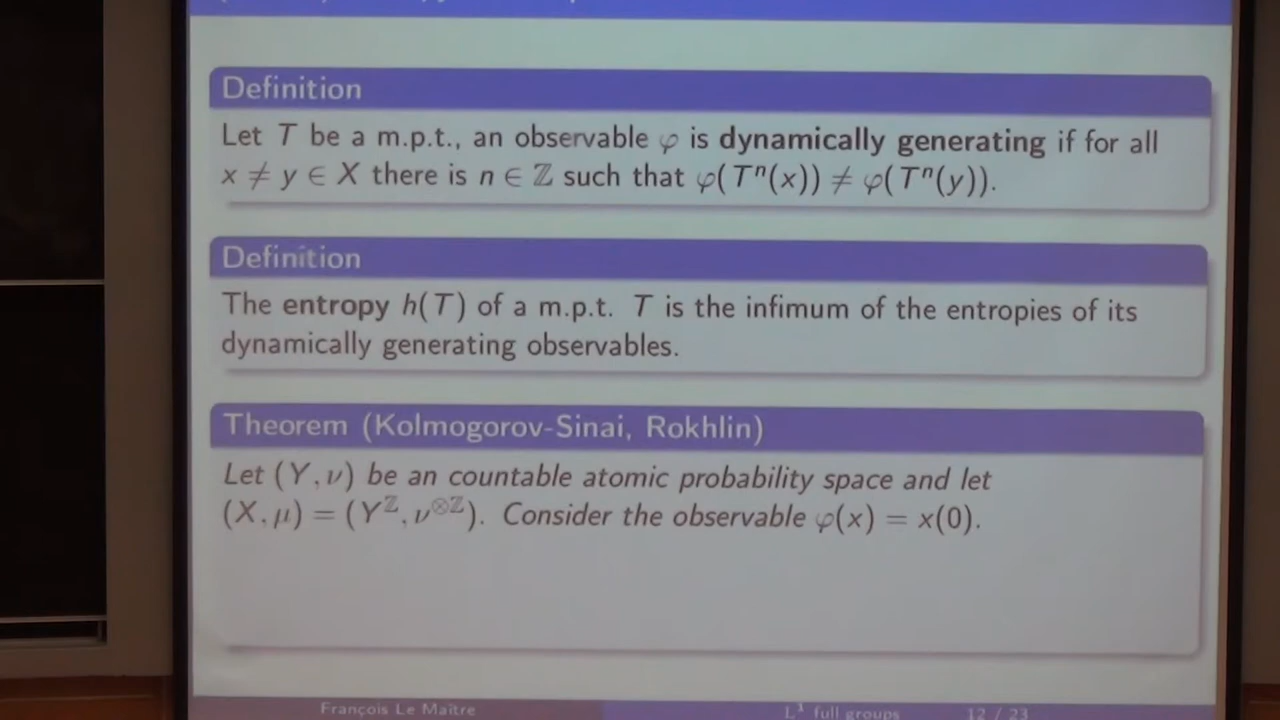 Definition
Let T be a m.p.t., an observable φ is dynamically generating if for all
x ≠ y ∈ X there is n ∈ ℤ such that φ(Tⁿ(x)) ≠ φ(Tⁿ(y)).
Definition
The entropy h(T) of a m.p.t. T is the infimum of the entropies of its
dynamically generating observables.
Theorem (Kolmogorov-Sinai, Rokhlin)
Let (Y, ν) be an countable atomic probability space and let
(X, μ) = (Y^ℤ, ν^⊗ℤ). Consider the observable φ(x) = x(0).
François Le Maître L¹ full groups 12 / 23